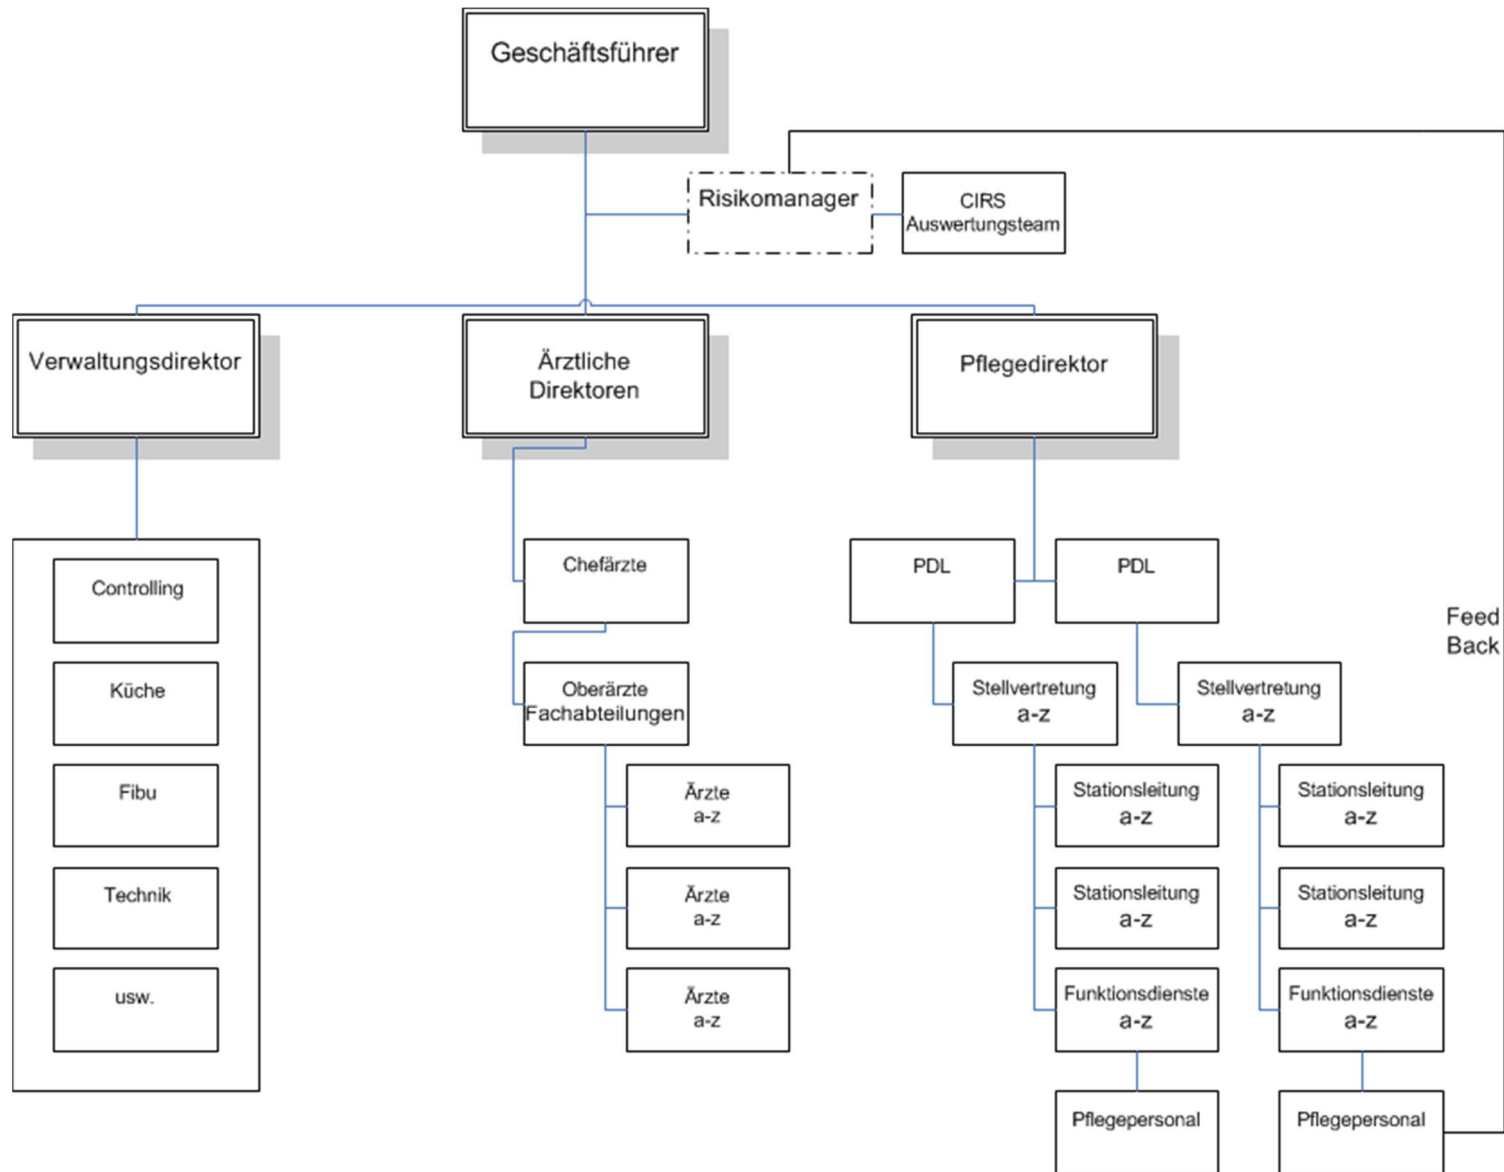 Geschäftsführer
Risikomanager
CIRS
Auswertungsteam
Verwaltungsdirektor
Ärztliche
Direktoren
Pflegedirektor
Controlling
Küche
Fibu
Technik
usw.
Chefärzte
Oberärzte
Fachabteilungen
Ärzte
a-z
Ärzte
a-z
Ärzte
a-z
PDL
PDL
Stellvertretung
a-z
Stellvertretung
a-z
Stationsleitung
a-z
Stationsleitung
a-z
Stationsleitung
a-z
Stationsleitung
a-z
Funktionsdienste
a-z
Funktionsdienste
a-z
Pflegepersonal
Pflegepersonal
Feed
Back